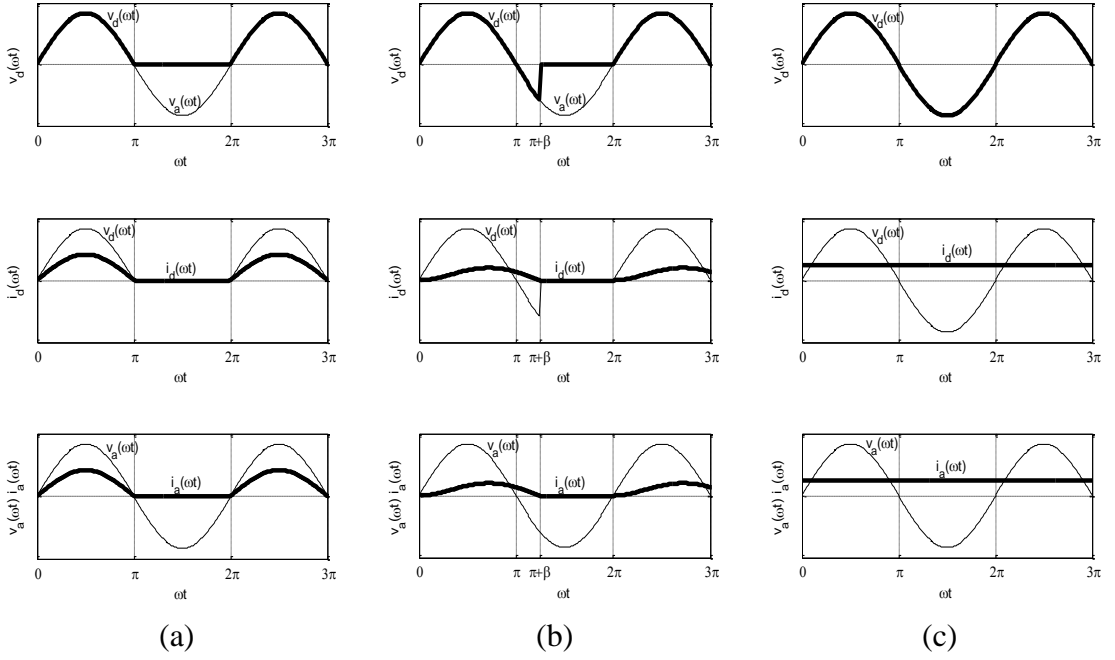 v_d(ωt)
v_d(ωt)
v_a(ωt)
0 π 2π 3π
ωt
v_d(ωt)
v_d(ωt)
v_a(ωt)
0 π π+β 2π 3π
ωt
v_d(ωt)
v_d(ωt)
0 π 2π 3π
ωt
i_d(ωt)
v_d(ωt)
i_d(ωt)
0 π 2π 3π
ωt
i_d(ωt)
v_d(ωt)
i_d(ωt)
0 π π+β 2π 3π
ωt
i_d(ωt)
v_d(ωt)
i_d(ωt)
0 π 2π 3π
ωt
v_a(ωt) i_a(ωt)
v_a(ωt)
i_a(ωt)
0 π 2π 3π
ωt
v_a(ωt) i_a(ωt)
v_a(ωt)
i_a(ωt)
0 π π+β 2π 3π
ωt
v_a(ωt) i_a(ωt)
v_a(ωt)
i_a(ωt)
0 π 2π 3π
ωt
(a) (b) (c)